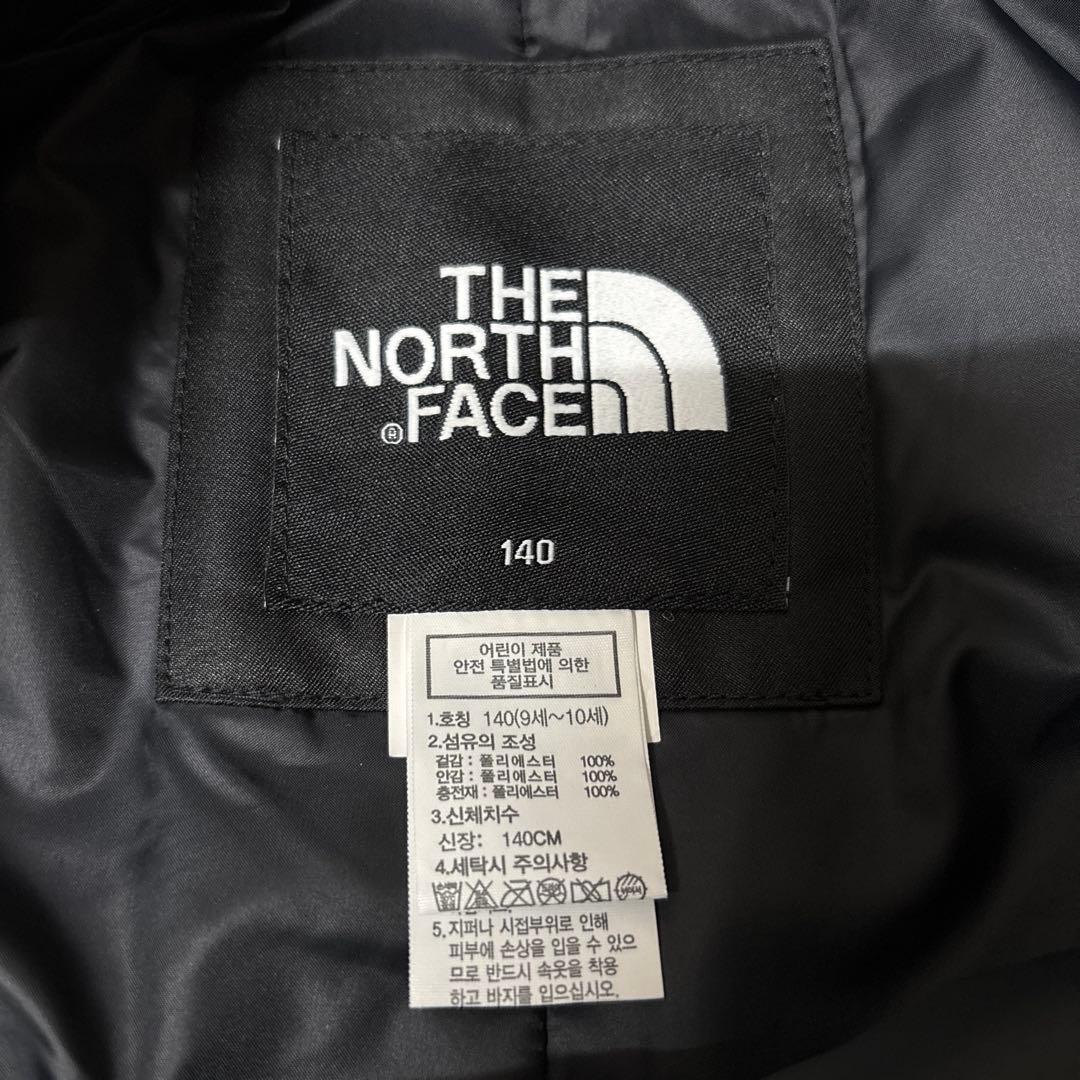 THE
NORTH
FACE
®
140
어린이 제품
안전 특별법에 의한
품질표시
1.호칭 140(9세~10세)
2.섬유의 조성
겉감 : 폴리에스터 100%
안감 : 폴리에스터 100%
충전재 : 폴리에스터 100%
3.신체치수
신장: 140CM
4.세탁시 주의사항
5.지퍼나 시접부위로 인해
피부에 손상을 입을 수 있으
므로 반드시 속옷을 착용
하고 바지를 입으십시오.